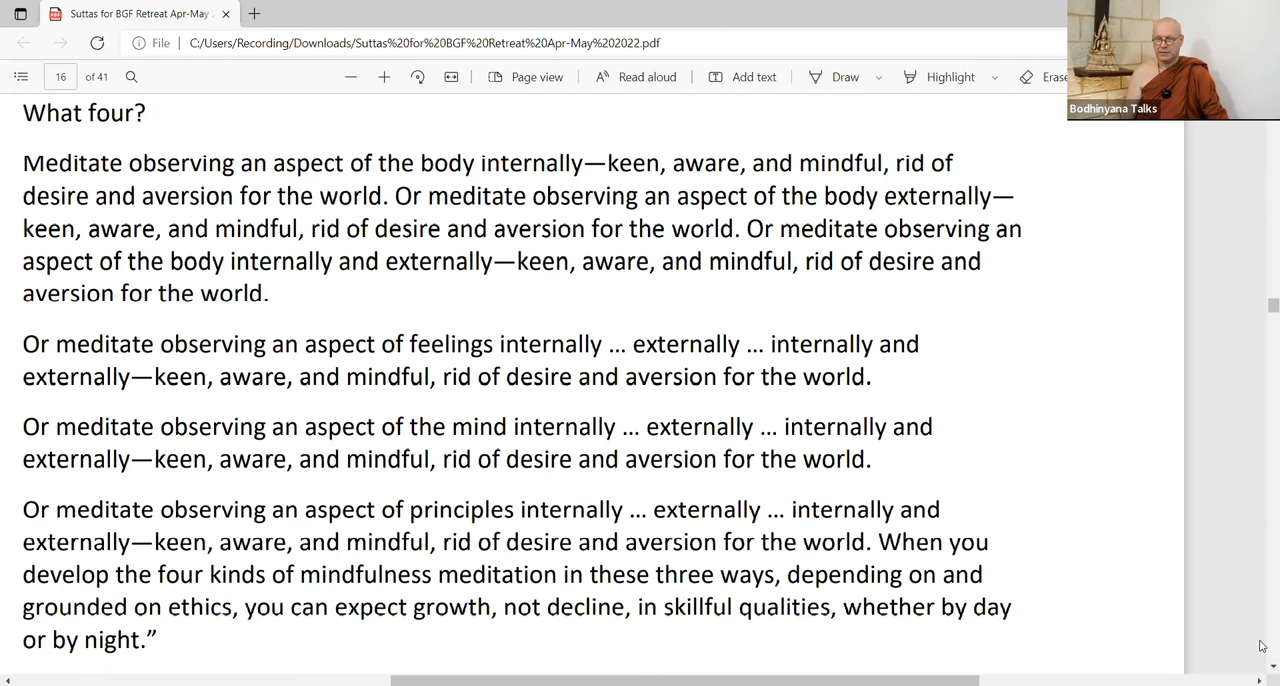 Suttas for BGF Retreat Apr-May
File
C:/Users/Recording/Downloads/Suttas%20for%20BGF%20Retreat%20Apr-May%202022.pdf
16 of 41
Page view
Read aloud
Add text
Draw
Highlight
Erase
Bodhinyana Talks
What four?
Meditate observing an aspect of the body internally—keen, aware, and mindful, rid of
desire and aversion for the world. Or meditate observing an aspect of the body externally—
keen, aware, and mindful, rid of desire and aversion for the world. Or meditate observing an
aspect of the body internally and externally—keen, aware, and mindful, rid of desire and
aversion for the world.
Or meditate observing an aspect of feelings internally … externally … internally and
externally—keen, aware, and mindful, rid of desire and aversion for the world.
Or meditate observing an aspect of the mind internally … externally … internally and
externally—keen, aware, and mindful, rid of desire and aversion for the world.
Or meditate observing an aspect of principles internally … externally … internally and
externally—keen, aware, and mindful, rid of desire and aversion for the world. When you
develop the four kinds of mindfulness meditation in these three ways, depending on and
grounded on ethics, you can expect growth, not decline, in skillful qualities, whether by day
or by night.”